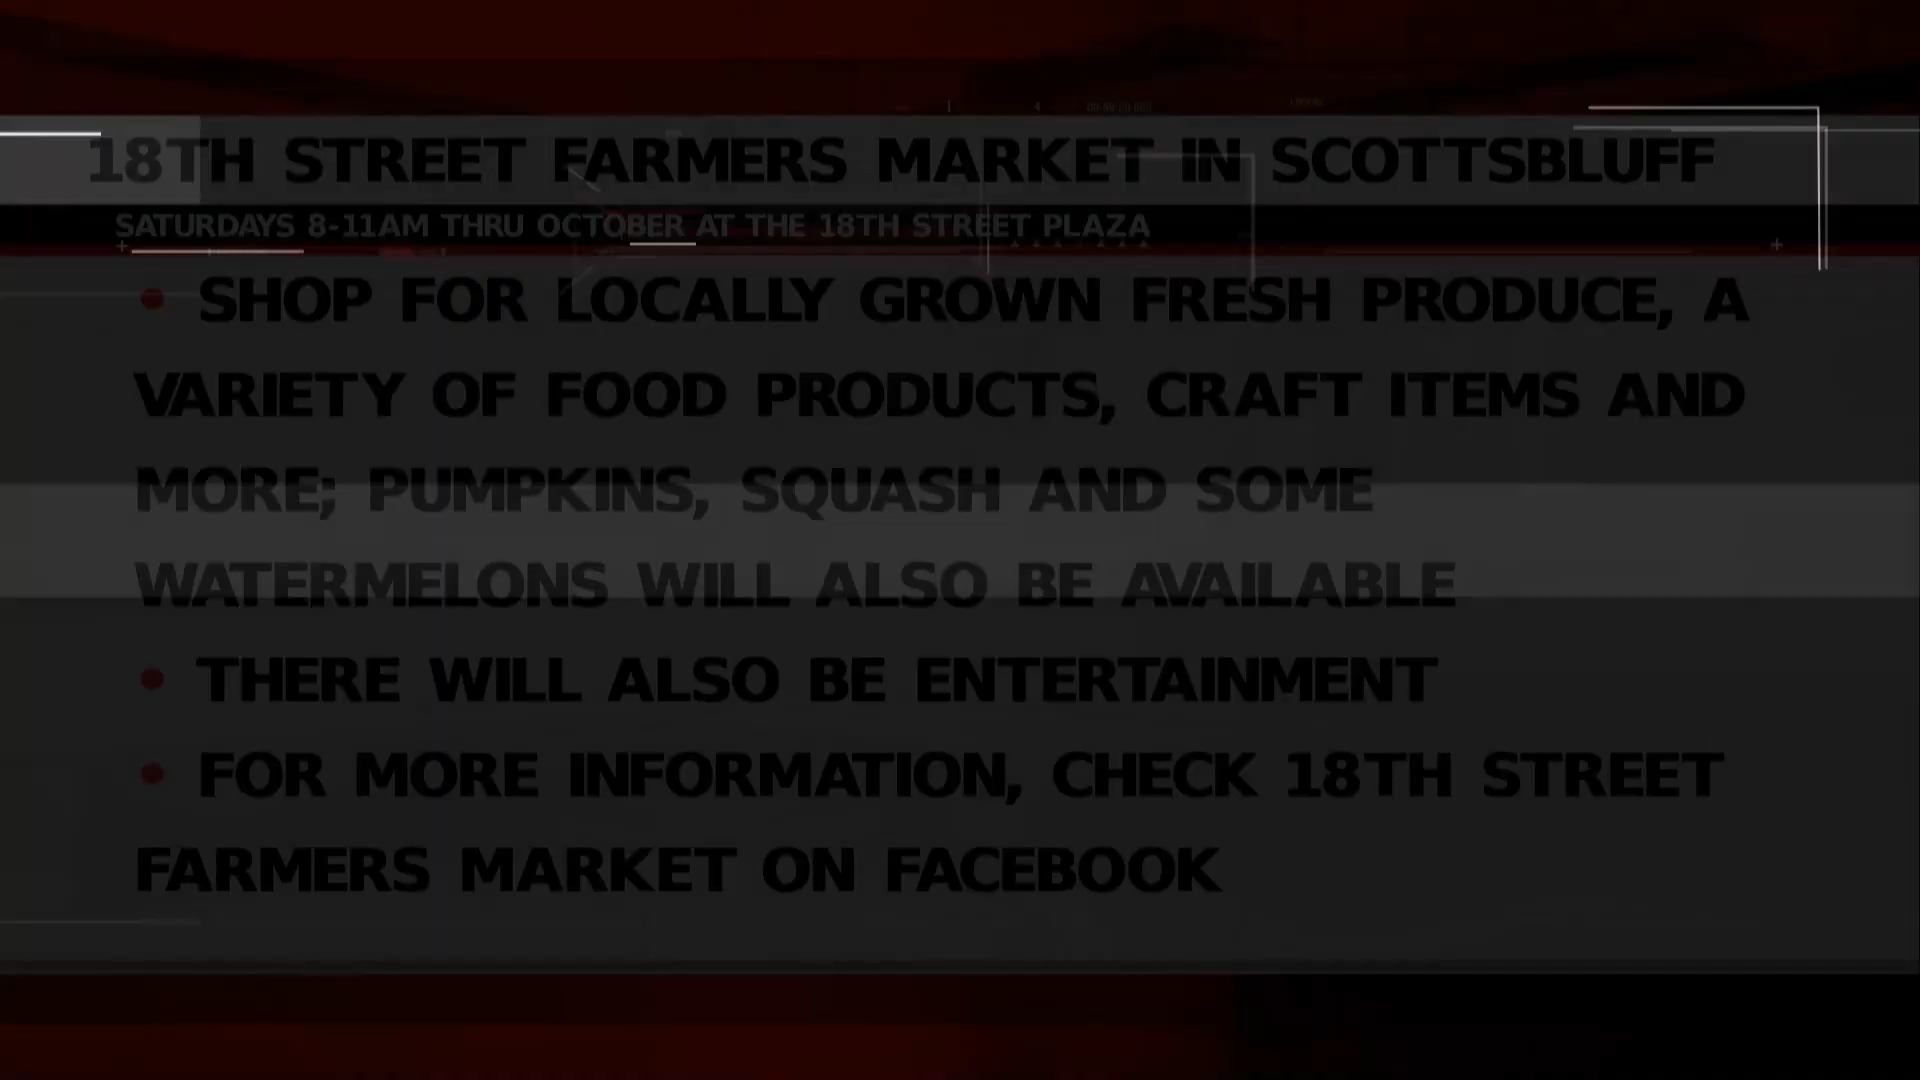 18TH STREET FARMERS MARKET IN SCOTTSBLUFF
SATURDAYS 8-11AM THRU OCTOBER AT THE 18TH STREET PLAZA
• SHOP FOR LOCALLY GROWN FRESH PRODUCE, A
VARIETY OF FOOD PRODUCTS, CRAFT ITEMS AND
MORE; PUMPKINS, SQUASH AND SOME
WATERMELONS WILL ALSO BE AVAILABLE
• THERE WILL ALSO BE ENTERTAINMENT
• FOR MORE INFORMATION, CHECK 18TH STREET
FARMERS MARKET ON FACEBOOK